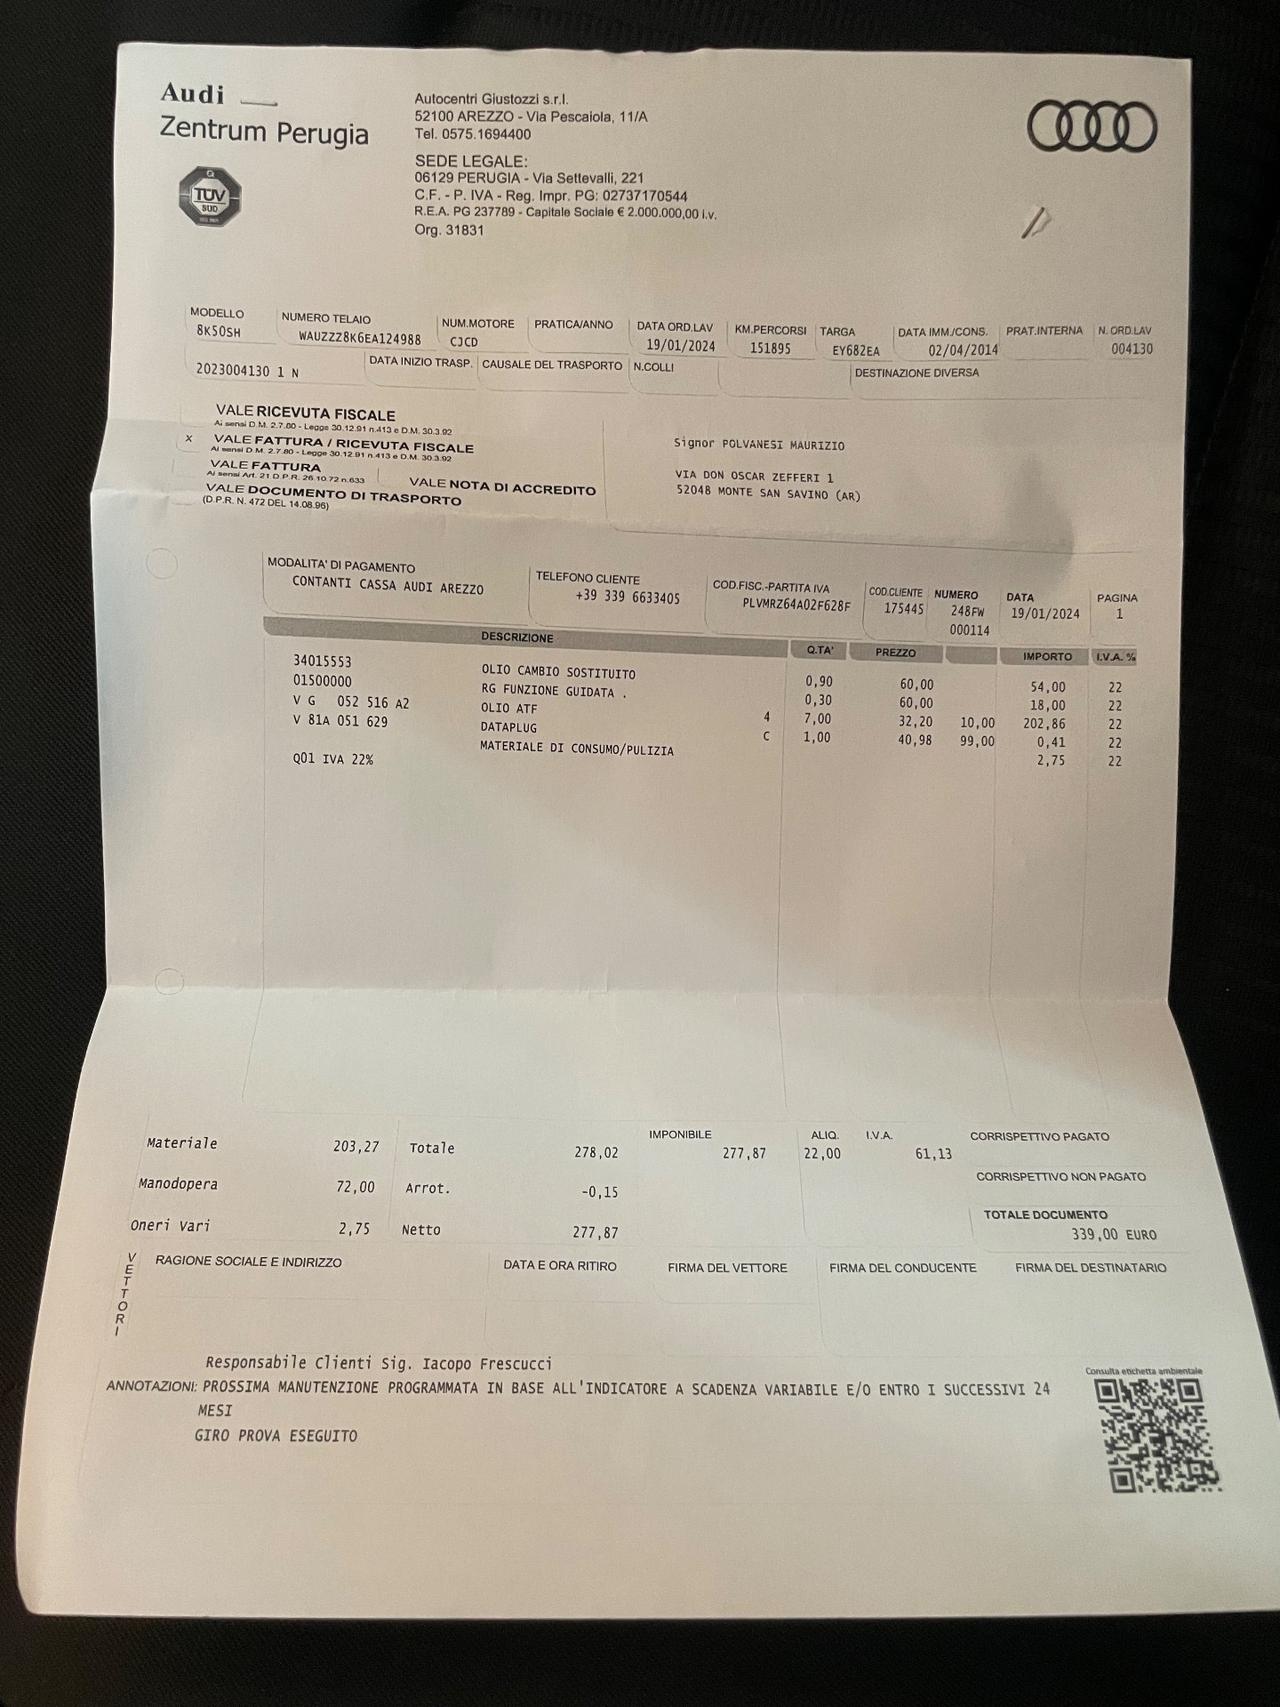 Audi
Zentrum Perugia
Autocentri Giustozzi s.r.l.
52100 AREZZO - Via Pescaiola, 11/A
Tel. 0575.1694400
SEDE LEGALE:
06129 PERUGIA - Via Settevalli, 221
C.F. - P. IVA - Reg. Impr. PG: 02737170544
R.E.A. PG 237789 - Capitale Sociale € 2.000.000,00 i.v.
Org. 31831
TÜV
SÜD
MODELLO NUMERO TELAIO NUM.MOTORE PRATICA/ANNO DATA ORD.LAV KM.PERCORSI TARGA DATA IMM./CONS. PRAT.INTERNA N. ORD.LAV
8K5OSH WAUZZZ8K6EA124988 CJCD 19/01/2024 151895 EY682EA 02/04/2014 004130
DATA INIZIO TRASP. CAUSALE DEL TRASPORTO N.COLLI DESTINAZIONE DIVERSA
2023004130 1 N
VALE RICEVUTA FISCALE
Ai sensi D.M. 2.7.80 - Legge 30.12.91 n.413 e D.M. 30.3.92
x VALE FATTURA / RICEVUTA FISCALE
Ai sensi D.M. 2.7.80 - Legge 30.12.91 n.413 e D.M. 30.3.92
VALE FATTURA
Ai sensi Art. 21 D.P.R. 26.10.72 n.633
VALE NOTA DI ACCREDITO
VALE DOCUMENTO DI TRASPORTO
(D.P.R. N. 472 DEL 14.08.96)
Signor POLVANESI MAURIZIO
VIA DON OSCAR ZEFFERI 1
52048 MONTE SAN SAVINO (AR)
MODALITA' DI PAGAMENTO TELEFONO CLIENTE COD.FISC.-PARTITA IVA COD.CLIENTE NUMERO DATA PAGINA
CONTANTI CASSA AUDI AREZZO +39 339 6633405 PLVMRZ64A02F628F 175445 248FW 19/01/2024 1
000114
DESCRIZIONE Q.TA' PREZZO IMPORTO I.V.A. %
34015553 OLIO CAMBIO SOSTITUITO 0,90 60,00 54,00 22
01500000 RG FUNZIONE GUIDATA . 0,30 60,00 18,00 22
V G 052 516 A2 OLIO ATF 4 7,00 32,20 10,00 202,86 22
V 81A 051 629 DATAPLUG C 1,00 40,98 99,00 0,41 22
MATERIALE DI CONSUMO/PULIZIA 2,75 22
Q01 IVA 22%
IMPONIBILE ALIQ. I.V.A. CORRISPETTIVO PAGATO
Materiale 203,27 Totale 278,02 277,87 22,00 61,13
CORRISPETTIVO NON PAGATO
Manodopera 72,00 Arrot. -0,15
TOTALE DOCUMENTO
Oneri Vari 2,75 Netto 277,87 339,00 EURO
VETTORI
RAGIONE SOCIALE E INDIRIZZO DATA E ORA RITIRO FIRMA DEL VETTORE FIRMA DEL CONDUCENTE FIRMA DEL DESTINATARIO
Responsabile Clienti Sig. Iacopo Frescucci
ANNOTAZIONI: PROSSIMA MANUTENZIONE PROGRAMMATA IN BASE ALL'INDICATORE A SCADENZA VARIABILE E/O ENTRO I SUCCESSIVI 24
MESI
GIRO PROVA ESEGUITO
Consulta etichetta ambientale